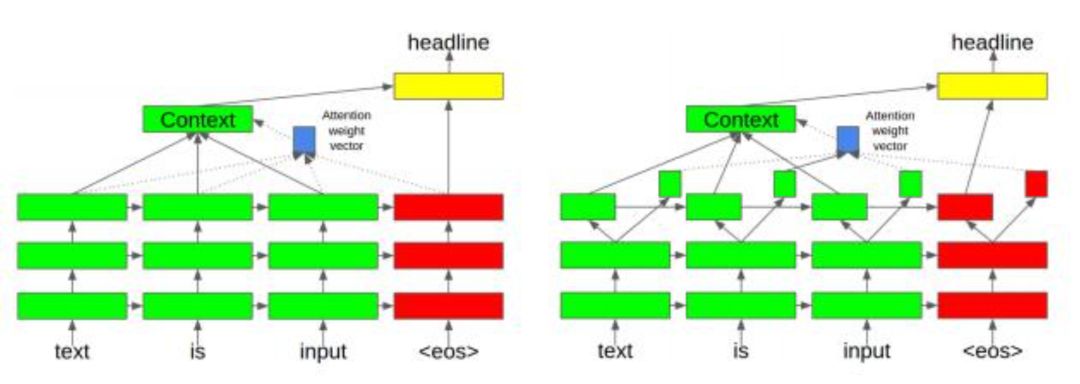 headline
Context
Attention
weight
vector
text is input <eos>
headline
Context
Attention
weight
vector
text is input <eos>